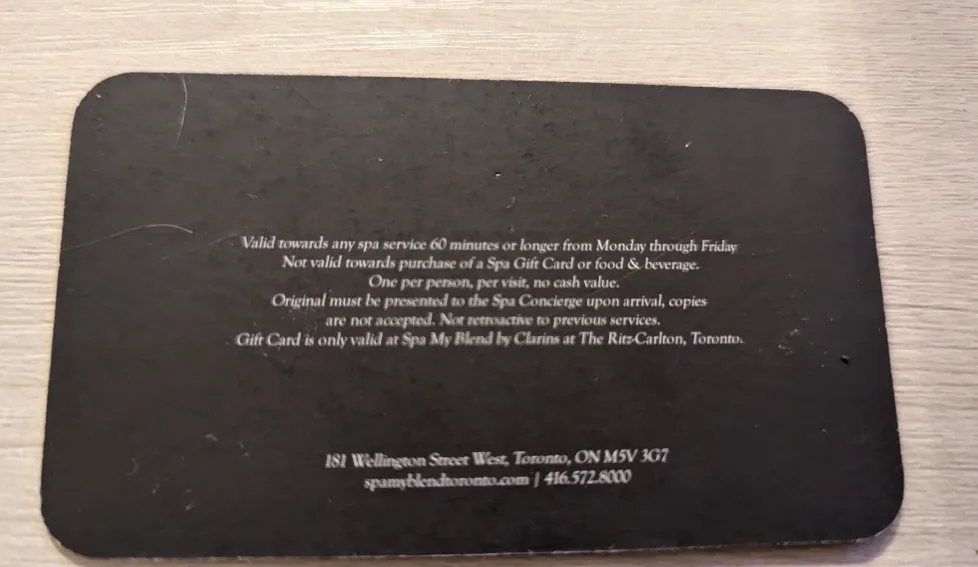 Valid towards any spa service 60 minutes or longer from Monday through Friday
Not valid towards purchase of a Spa Gift Card or food & beverage.
One per person, per visit, no cash value.
Original must be presented to the Spa Concierge upon arrival, copies
are not accepted. Not retroactive to previous services.
Gift Card is only valid at Spa My Blend by Clarins at The Ritz-Carlton, Toronto.
181 Wellington Street West, Toronto, ON M5V 3G7
spamyblendtoronto.com | 416.572.8000